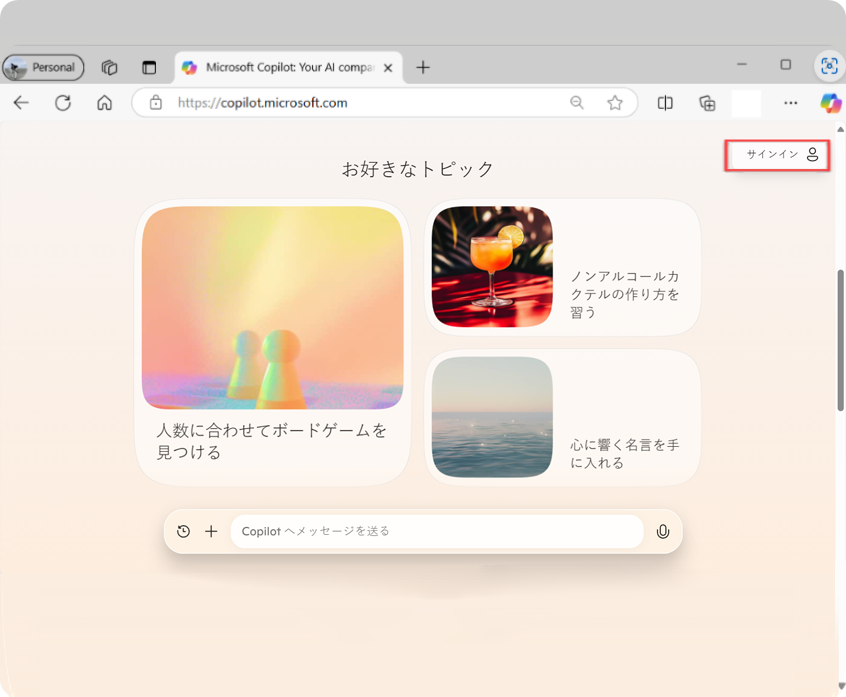 Personal
Microsoft Copilot: Your AI compa
https://copilot.microsoft.com
サインイン
お好きなトピック
人数に合わせてボードゲームを
見つける
ノンアルコールカ
クテルの作り方を
習う
心に響く名言を手
に入れる
Copilot へメッセージを送る